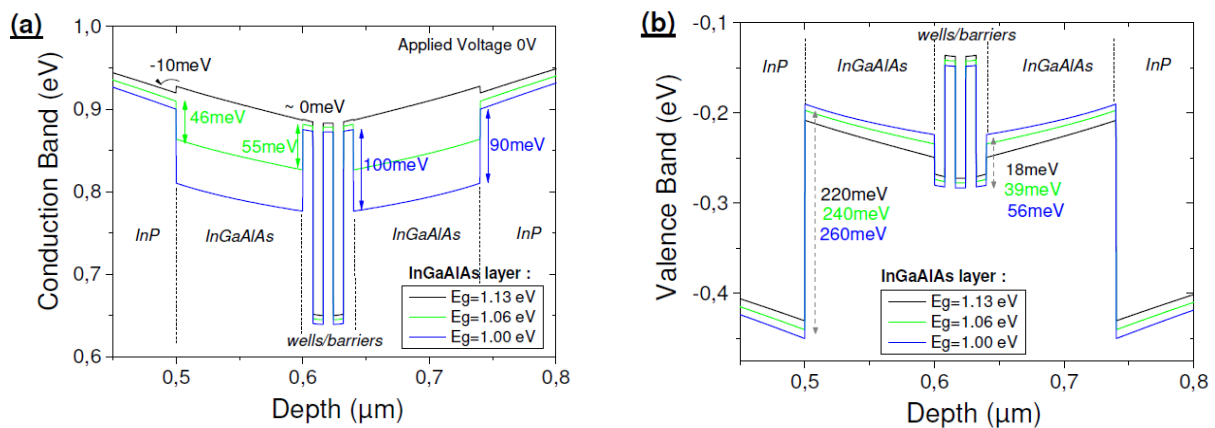 (a)
Conduction Band (eV)
1,0
0,9
0,8
0,7
0,6
Applied Voltage 0V
-10meV
InP
InGaAlAs
~ 0meV
InGaAlAs
InP
46meV
55meV
100meV
90meV
InP
InGaAlAs
InGaAlAs
InP
InGaAlAs layer :
Eg=1.13 eV
Eg=1.06 eV
Eg=1.00 eV
wells/barriers
0,5
0,6
0,7
0,8
Depth (µm)
(b)
Valence Band (eV)
-0,1
-0,2
-0,3
-0,4
wells/barriers
InP
InGaAlAs
InGaAlAs
InP
220meV
240meV
260meV
18meV
39meV
56meV
InGaAlAs layer :
Eg=1.13 eV
Eg=1.06 eV
Eg=1.00 eV
0,5
0,6
0,7
0,8
Depth (µm)